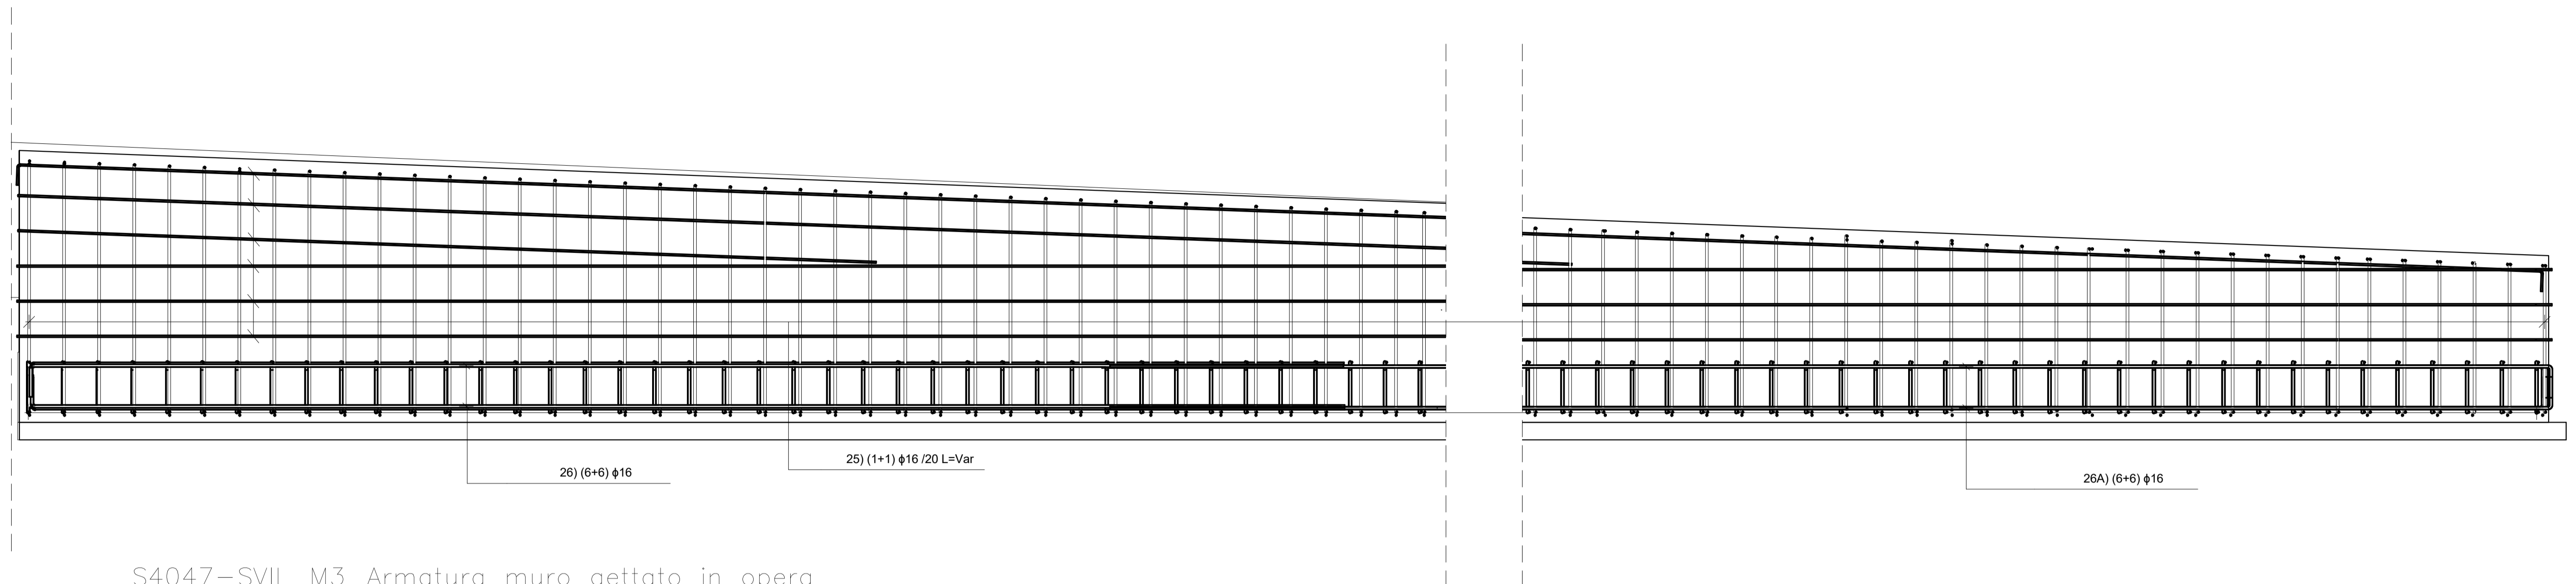 25) (1+1) ϕ16 /20 L=Var
26) (6+6) ϕ16
26A) (6+6) ϕ16
S4047-SVIL M3 Armatura muro gettato in opera